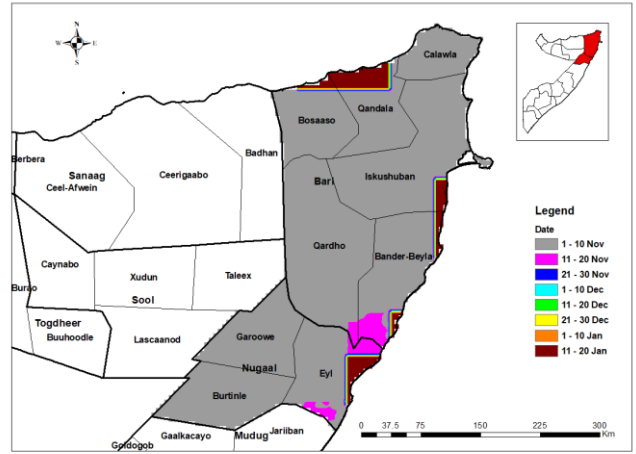 N
W E
S
Calawla
Bosaaso
Qandala
Berbera
Sanaag
Ceel-Afwein
Ceerigaabo
Badhan
Bari
Iskushuban
Qardho
Bander-Beyla
Caynabo
Xudun
Taleex
Burao
Sool
Togdheer
Buuhoodle
Lascaanod
Garoowe
Nugaal
Eyl
Burtinle
Gaalkacayo
Mudug
Jariiban
Goldogob
Legend
Date
1 - 10 Nov
11 - 20 Nov
21 - 30 Nov
1 - 10 Dec
11 - 20 Dec
21 - 30 Dec
1 - 10 Jan
11 - 20 Jan
0 37.5 75 150 225 300
Km